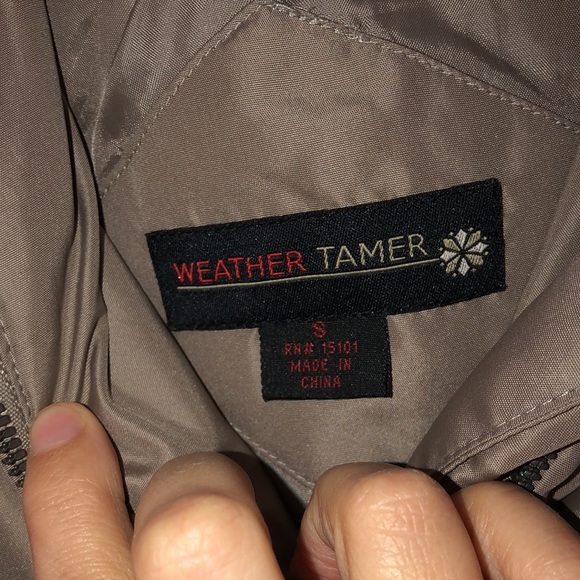 WEATHER TAMER
S
RN# 15101
MADE IN
CHINA